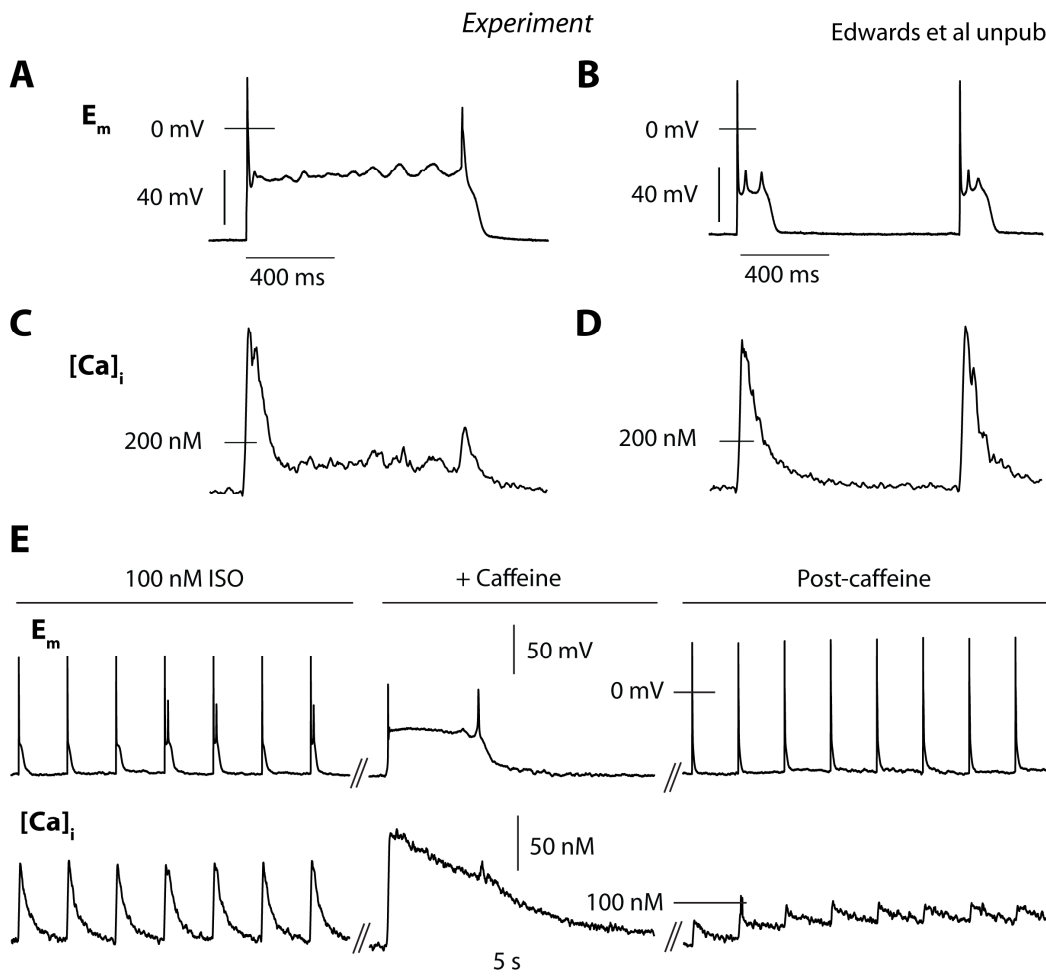 Experiment
Edwards et al unpub
A
B
Em
0 mV
0 mV
40 mV
40 mV
400 ms
400 ms
C
D
[Ca]i
200 nM
200 nM
E
100 nM ISO
+ Caffeine
Post-caffeine
Em
50 mV
0 mV
[Ca]i
50 nM
100 nM
5 s